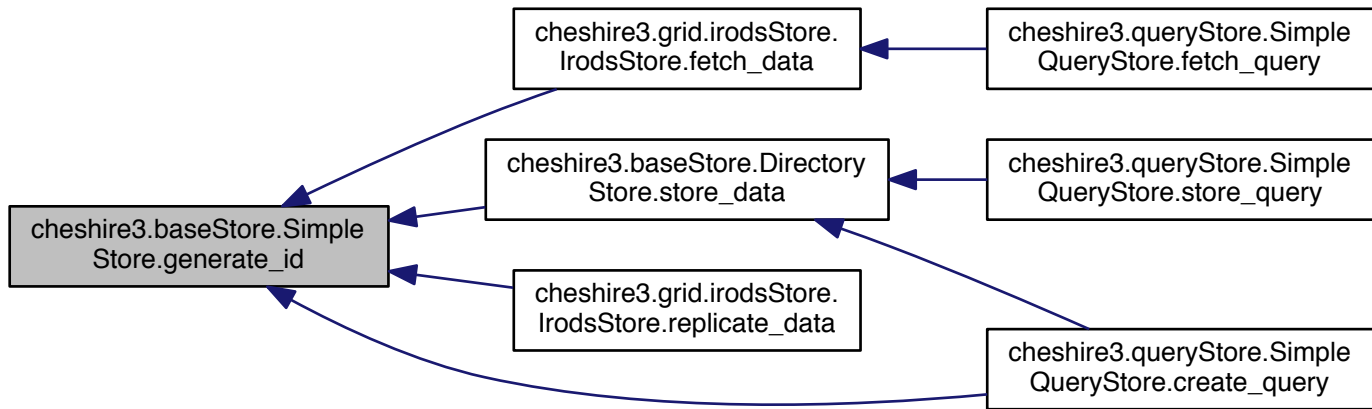 cheshire3.baseStore.Simple
Store.generate_id
cheshire3.grid.irodsStore.
IrodsStore.fetch_data
cheshire3.queryStore.Simple
QueryStore.fetch_query
cheshire3.baseStore.Directory
Store.store_data
cheshire3.queryStore.Simple
QueryStore.store_query
cheshire3.grid.irodsStore.
IrodsStore.replicate_data
cheshire3.queryStore.Simple
QueryStore.create_query